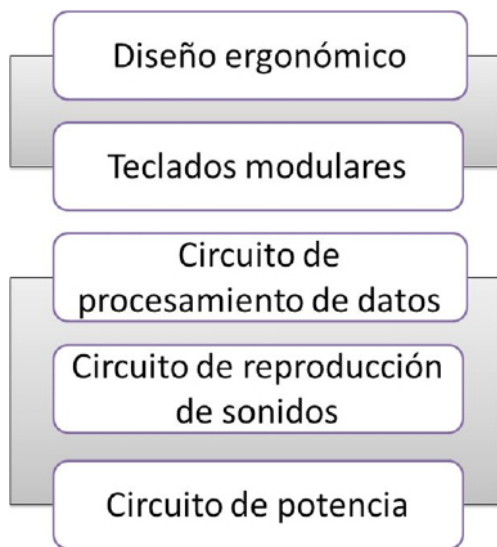 Diseño ergonómico
Teclados modulares
Circuito de
procesamiento de datos
Circuito de reproducción
de sonidos
Circuito de potencia